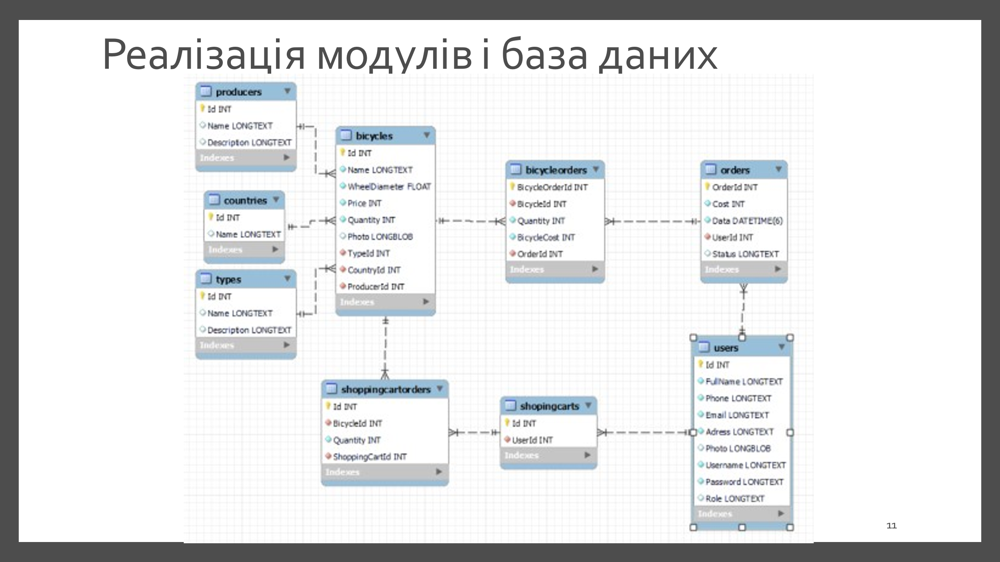 Реалізація модулів і база даних
producers
Id INT
Name LONGTEXT
Description LONGTEXT
Indexes
countries
Id INT
Name LONGTEXT
Indexes
types
Id INT
Name LONGTEXT
Description LONGTEXT
Indexes
bicycles
Id INT
Name LONGTEXT
WheelDiameter FLOAT
Price INT
Quantity INT
Photo LONGBLOB
TypeId INT
CountryId INT
ProducerId INT
Indexes
bicycleorders
BicycleOrderId INT
BicycleId INT
Quantity INT
BicycleCost INT
OrderId INT
Indexes
orders
OrderId INT
Cost INT
Data DATETIME(6)
UserId INT
Status LONGTEXT
Indexes
shoppingcartorders
Id INT
BicycleId INT
Quantity INT
ShoppingCartId INT
Indexes
shopingcarts
Id INT
UserId INT
Indexes
users
Id INT
FullName LONGTEXT
Phone LONGTEXT
Email LONGTEXT
Adress LONGTEXT
Photo LONGBLOB
Username LONGTEXT
Password LONGTEXT
Role LONGTEXT
Indexes
11